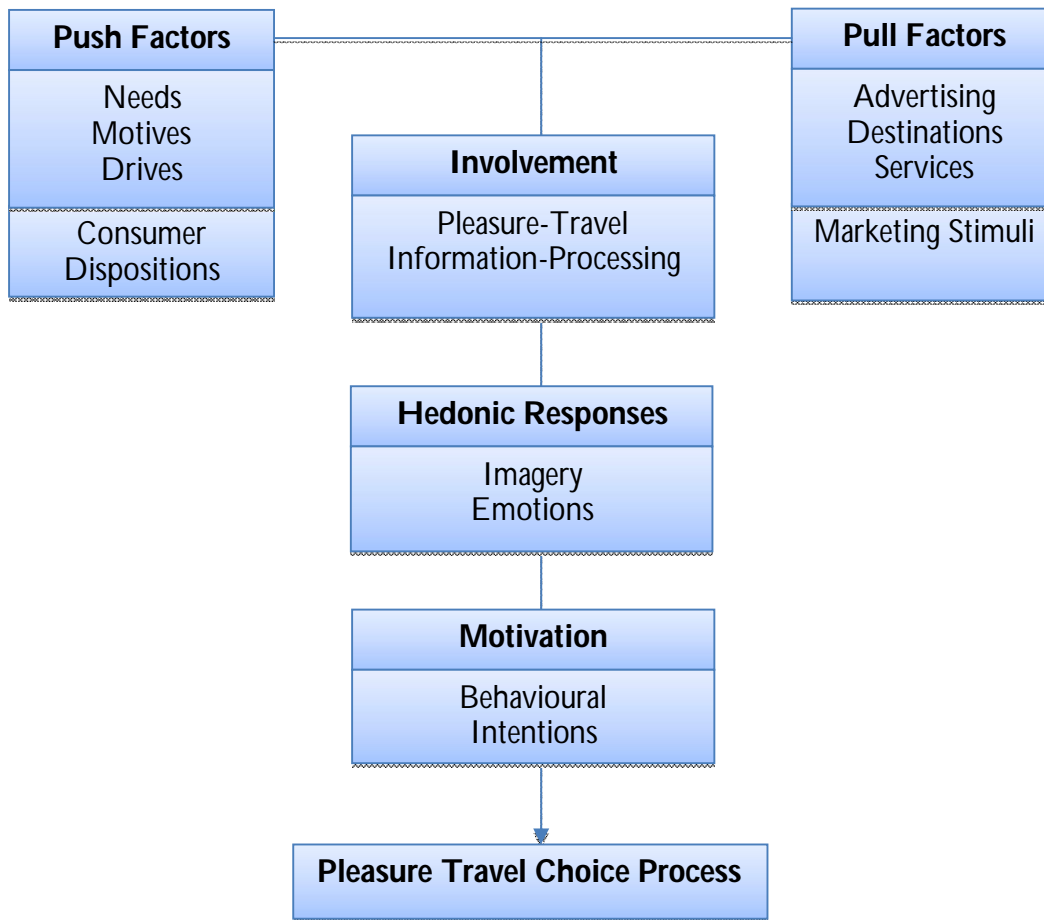 Push Factors
Needs
Motives
Drives
Consumer
Dispositions
Pull Factors
Advertising
Destinations
Services
Marketing Stimuli
Involvement
Pleasure-Travel
Information-Processing
Hedonic Responses
Imagery
Emotions
Motivation
Behavioural
Intentions
Pleasure Travel Choice Process